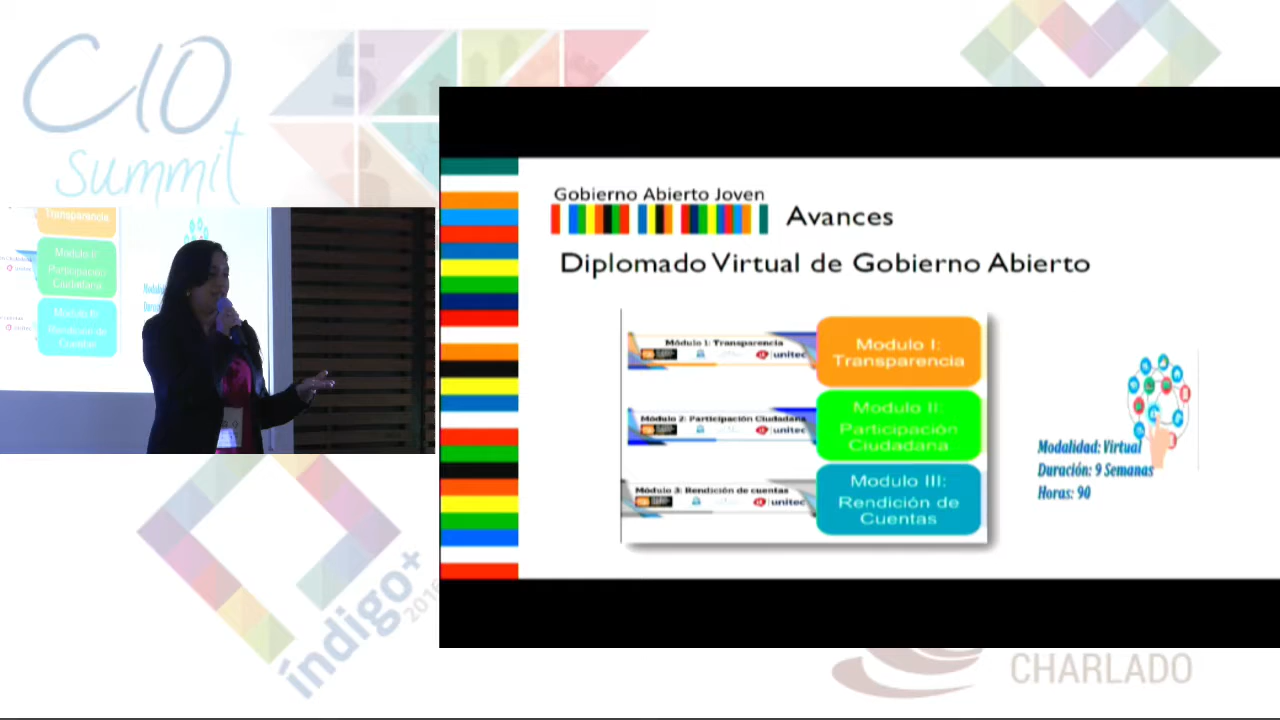 CIO
summit
5
Transparencia
Modulo II:
Participación
Ciudadana
Modulo III:
Rendición de
Cuentas
Gobierno Abierto Joven
Avances
Diplomado Virtual de Gobierno Abierto
Módulo 1: Transparencia
unitec
Modulo I:
Transparencia
Módulo 2: Participación Ciudadana
unitec
Modulo II:
Participación
Ciudadana
Módulo 3: Rendición de cuentas
unitec
Modulo III:
Rendición de
Cuentas
Modalidad: Virtual
Duración: 9 Semanas
Horas: 90
índigo+
2016
CHARLADO